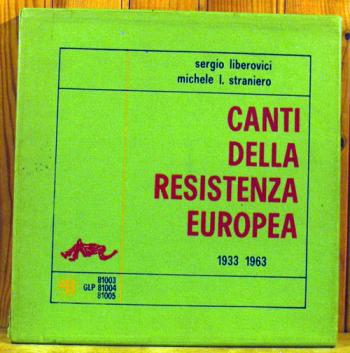 sergio liberovici
michele l. straniero
CANTI
DELLA
RESISTENZA
EUROPEA
1933 1963
81003
GLP 81004
81005